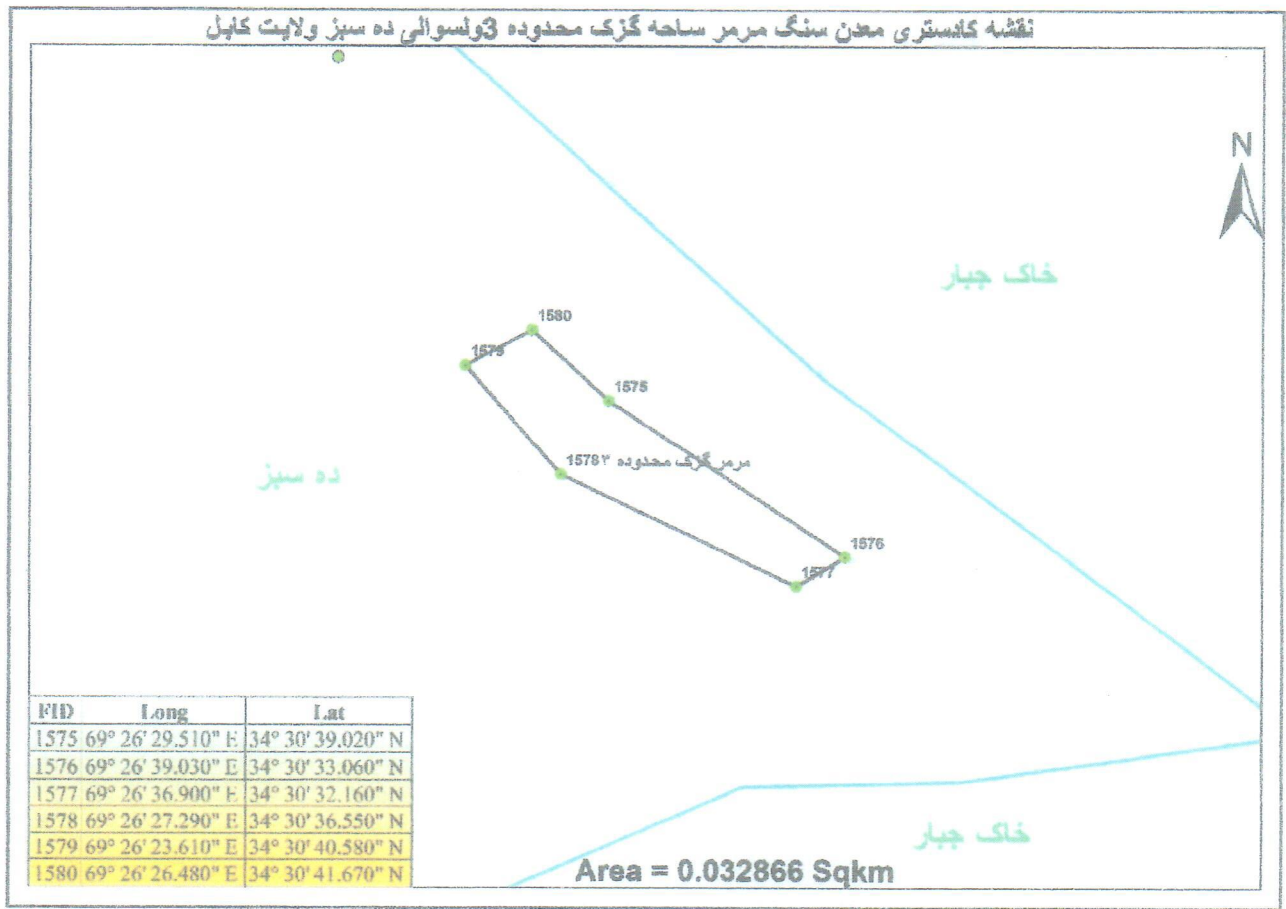 نقشه کادستری معدن سنگ مرمر ساحه گزک محدوده 3ولسوالی ده سبز ولایت کابل
N
خاک جبار
1580
1579
1575
ده سبز
1578
مرمر گزک محدوده ۳
1576
1577
FID Long Lat
1575 69° 26' 29.510" E 34° 30' 39.020" N
1576 69° 26' 39.030" E 34° 30' 33.060" N
1577 69° 26' 36.900" E 34° 30' 32.160" N
1578 69° 26' 27.290" E 34° 30' 36.550" N
1579 69° 26' 23.610" E 34° 30' 40.580" N
1580 69° 26' 26.480" E 34° 30' 41.670" N
خاک جبار
Area = 0.032866 Sqkm